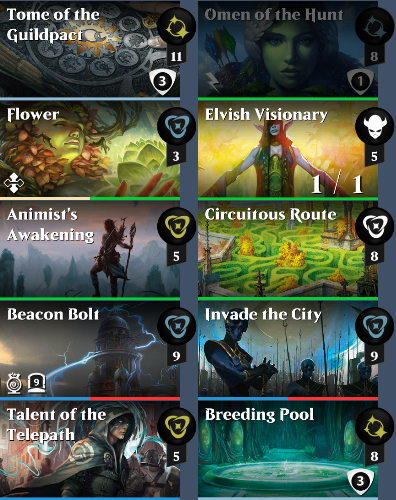 Tome of the
Guildpact
11
3
Omen of the Hunt
8
1
Flower
3
Elvish Visionary
5
1 / 1
Animist's
Awakening
5
Circuitous Route
8
Beacon Bolt
9
9
Invade the City
9
Talent of the
Telepath
5
Breeding Pool
8
3